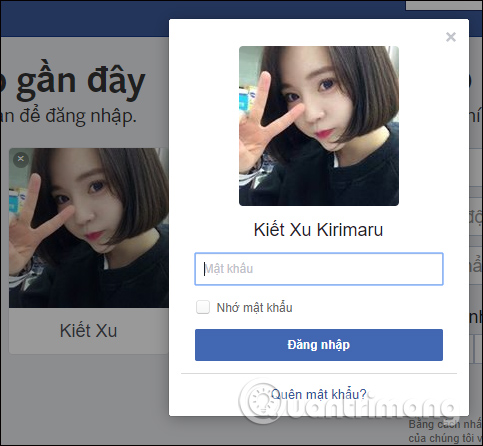 gần đây
để đăng nhập.
Kiết Xu
Kiết Xu Kirimaru
Mật khẩu
Nhớ mật khẩu
Đăng nhập
Quên mật khẩu?
Quantrimang
Bằng cách nhấ
của chúng tôi v